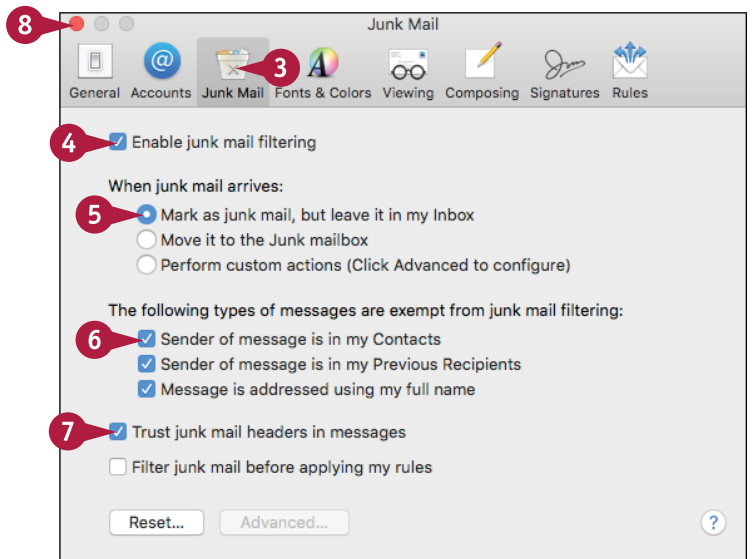 8
Junk Mail
3
General Accounts Junk Mail Fonts & Colors Viewing Composing Signatures Rules
4 Enable junk mail filtering
When junk mail arrives:
5 Mark as junk mail, but leave it in my Inbox
Move it to the Junk mailbox
Perform custom actions (Click Advanced to configure)
The following types of messages are exempt from junk mail filtering:
6 Sender of message is in my Contacts
Sender of message is in my Previous Recipients
Message is addressed using my full name
7 Trust junk mail headers in messages
Filter junk mail before applying my rules
Reset... Advanced... ?